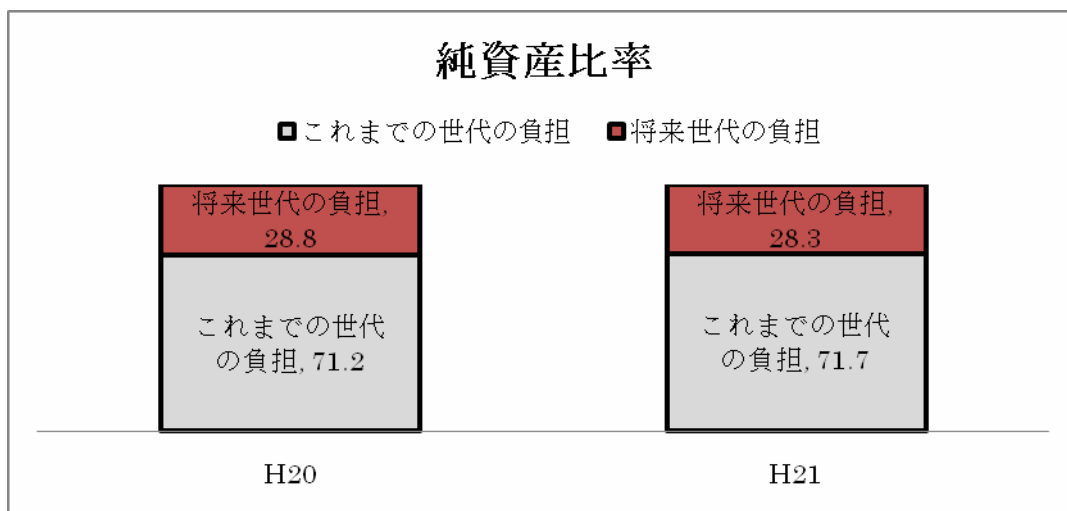 純資産比率
これまでの世代の負担 将来世代の負担
将来世代の負担,
28.8
将来世代の負担,
28.3
これまでの世代
の負担, 71.2
これまでの世代
の負担, 71.7
H20 H21